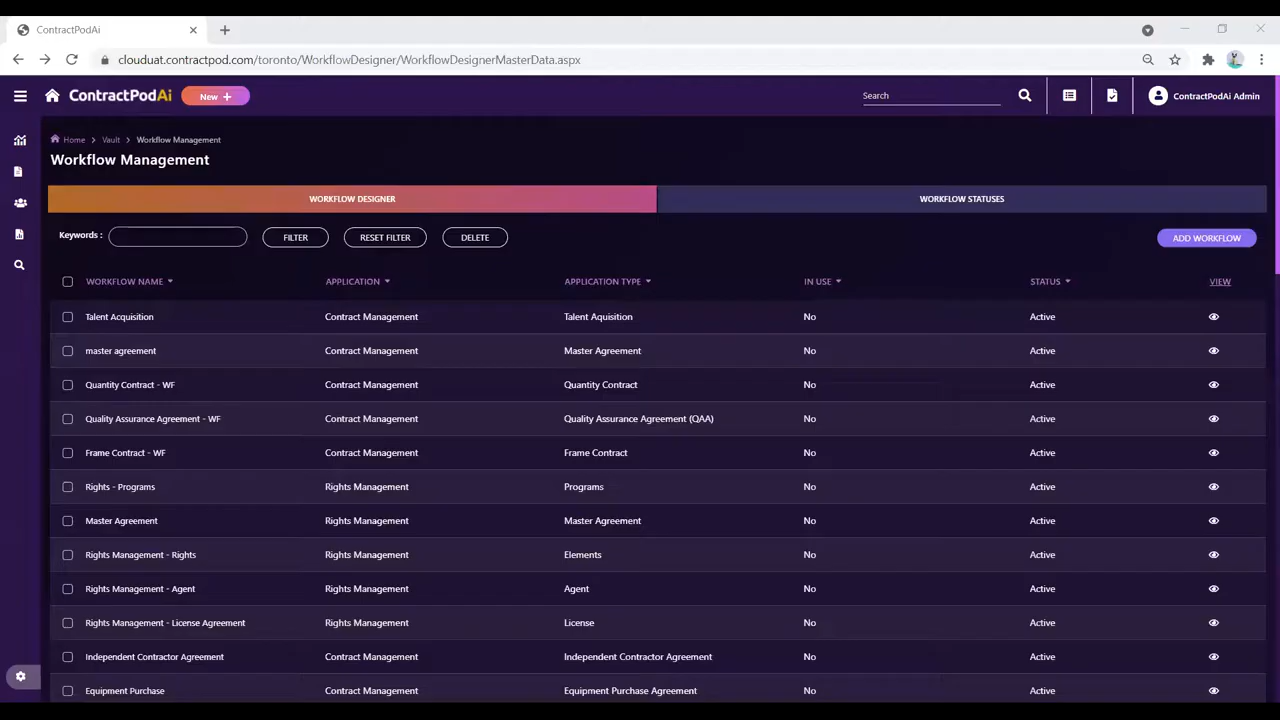 ContractPodAi
clouduat.contractpod.com/toronto/WorkflowDesigner/WorkflowDesignerMasterData.aspx
ContractPodAi New + Search ContractPodAi Admin
Home > Vault > Workflow Management
Workflow Management
WORKFLOW DESIGNER WORKFLOW STATUSES
Keywords : FILTER RESET FILTER DELETE ADD WORKFLOW
WORKFLOW NAME APPLICATION APPLICATION TYPE IN USE STATUS VIEW
Talent Acquisition Contract Management Talent Aquisition No Active
master agreement Contract Management Master Agreement No Active
Quantity Contract - WF Contract Management Quantity Contract No Active
Quality Assurance Agreement - WF Contract Management Quality Assurance Agreement (QAA) No Active
Frame Contract - WF Contract Management Frame Contract No Active
Rights - Programs Rights Management Programs No Active
Master Agreement Rights Management Master Agreement No Active
Rights Management - Rights Rights Management Elements No Active
Rights Management - Agent Rights Management Agent No Active
Rights Management - License Agreement Rights Management License No Active
Independent Contractor Agreement Contract Management Independent Contractor Agreement No Active
Equipment Purchase Contract Management Equipment Purchase Agreement No Active